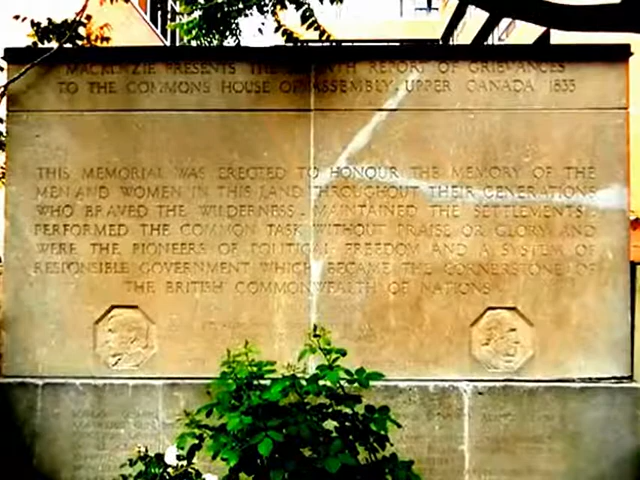 MACKENZIE PRESENTS THE REPORT OF GRIEVANCES
TO THE COMMONS HOUSE OF ASSEMBLY, UPPER CANADA 1835
THIS MEMORIAL WAS ERECTED TO HONOUR THE MEMORY OF THE
MEN AND WOMEN IN THIS LAND THROUGHOUT THEIR GENERATIONS
WHO BRAVED THE WILDERNESS - MAINTAINED THE SETTLEMENTS
PERFORMED THE COMMON TASK WITHOUT PRAISE OR GLORY AND
WERE THE PIONEERS OF POLITICAL FREEDOM AND A SYSTEM OF
RESPONSIBLE GOVERNMENT WHICH BECAME THE CORNERSTONE OF
THE BRITISH COMMONWEALTH OF NATIONS